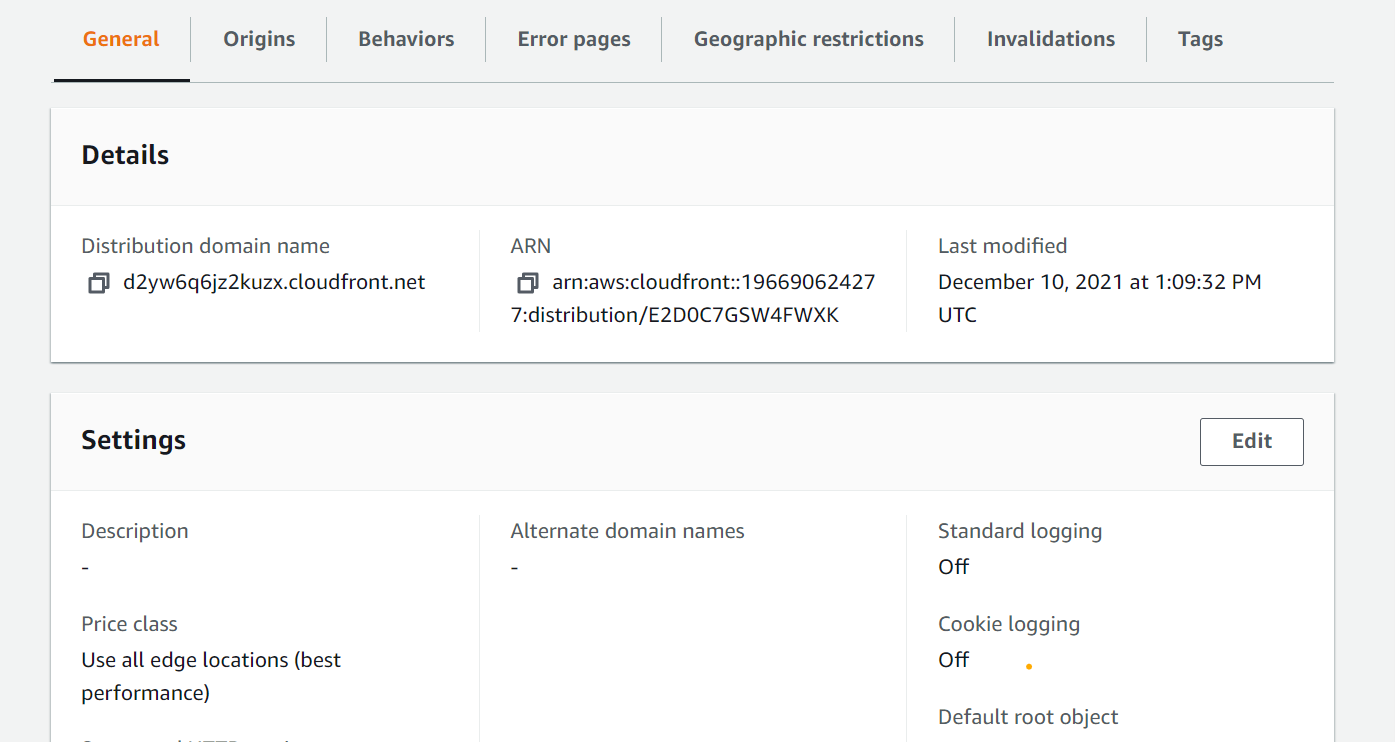 General Origins Behaviors Error pages Geographic restrictions Invalidations Tags
Details
Distribution domain name
d2yw6q6jz2kuzx.cloudfront.net
ARN
arn:aws:cloudfront::19669062427
7:distribution/E2D0C7GSW4FWXK
Last modified
December 10, 2021 at 1:09:32 PM
UTC
Settings
Edit
Description
-
Price class
Use all edge locations (best
performance)
Alternate domain names
-
Standard logging
Off
Cookie logging
Off
Default root object